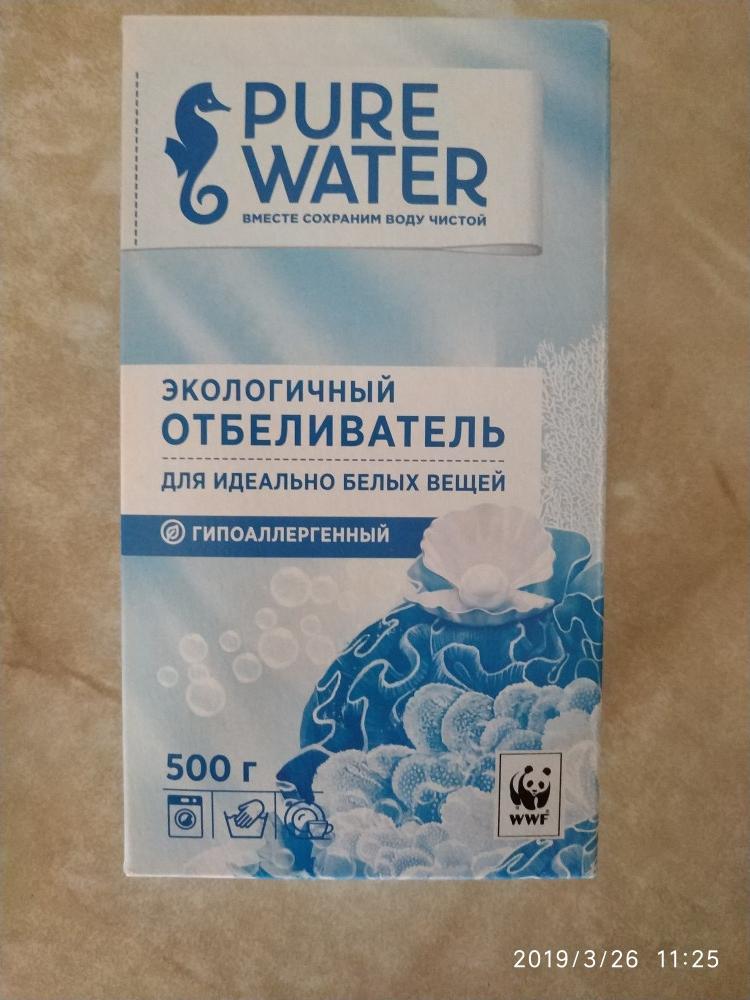 PURE
WATER
ВМЕСТЕ СОХРАНИМ ВОДУ ЧИСТОЙ
ЭКОЛОГИЧНЫЙ
ОТБЕЛИВАТЕЛЬ
ДЛЯ ИДЕАЛЬНО БЕЛЫХ ВЕЩЕЙ
ГИПОАЛЛЕРГЕННЫЙ
500 г
WWF
2019/3/26 11:25